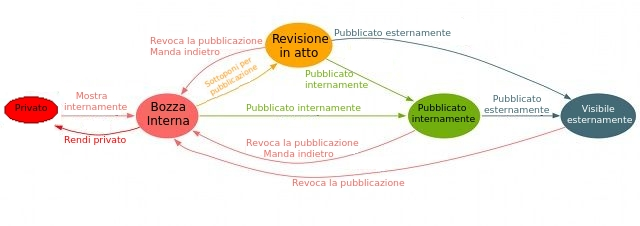 Revisione
in atto
Pubblicato esternamente
Revoca la pubblicazione
Manda indietro
Sottoponi per
pubblicazione
Pubblicato
internamente
Privato
Mostra
internamente
Bozza
Interna
Pubblicato internamente
Pubblicato
internamente
Pubblicato
esternamente
Visibile
esternamente
Rendi privato
Revoca la pubblicazione
Manda indietro
Revoca la pubblicazione